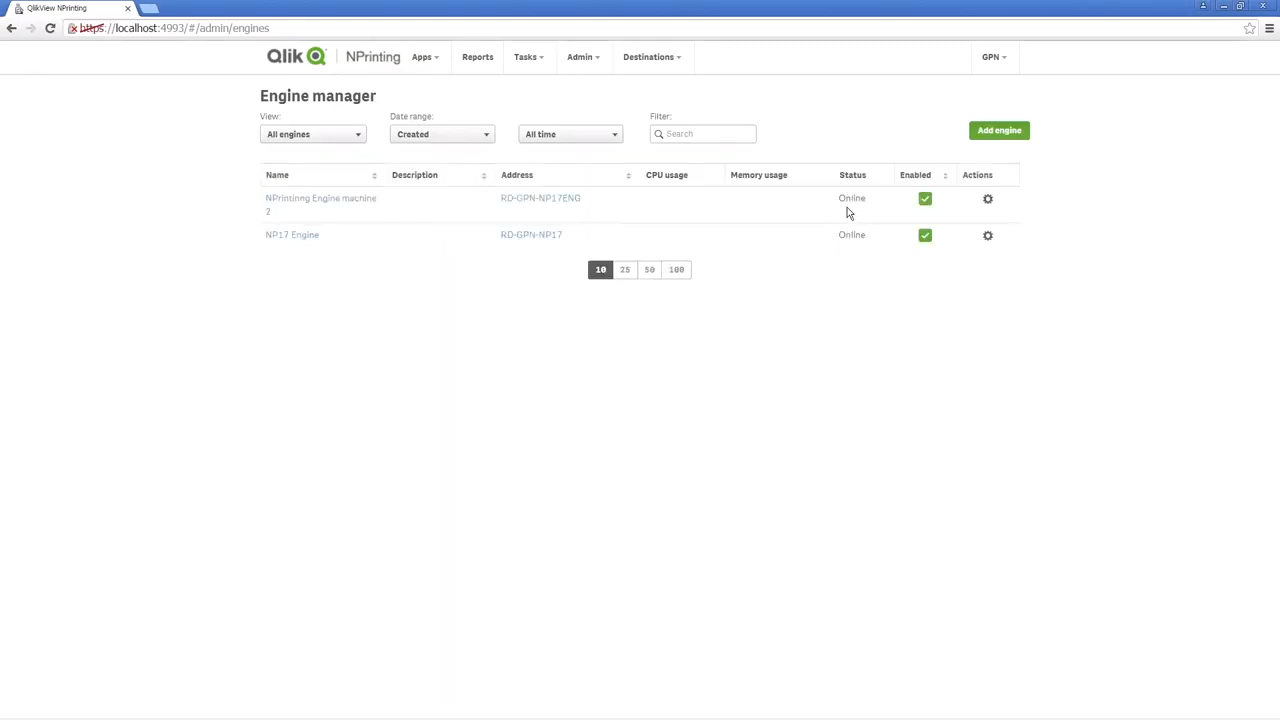 QlikView NPrinting
https://localhost:4993/#/admin/engines
Qlik NPrinting Apps Reports Tasks Admin Destinations GPN
Engine manager
View: Date range: Filter:
All engines Created All time Search Add engine
Name Description Address CPU usage Memory usage Status Enabled Actions
NPrintinng Engine machine RD-GPN-NP17ENG Online
2
NP17 Engine RD-GPN-NP17 Online
10 25 50 100